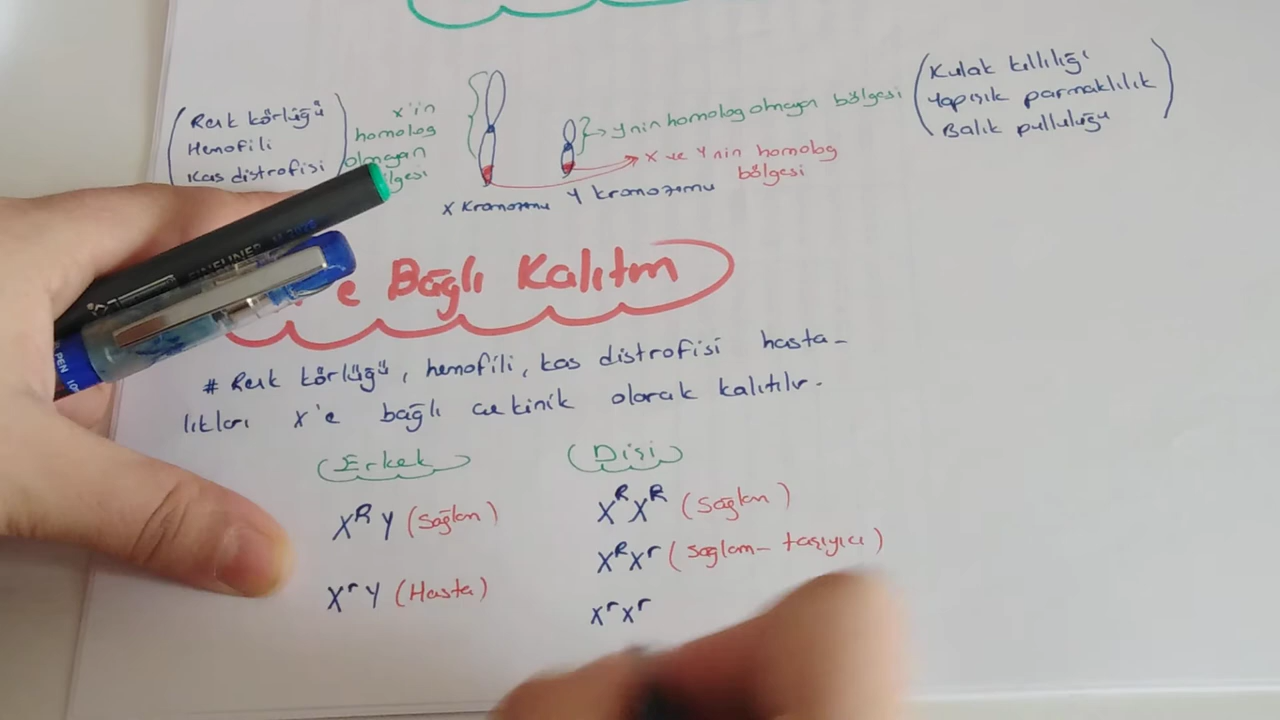 Renk körlüğü
Hemofili
Kas distrofisi
x'in
homolog
olmayan
X Kromozomu
Y Kromozomu
ynin homolog olmayan bölgesi
X ve Y nin homolog
bölgesi
Kulak kıllılığı
Yapışık parmaklılık
Balık pulluluğu
'e Bağlı Kalıtım
# Renk körlüğü, hemofili, kas distrofisi hasta-
lıkları X'e bağlı çekinik olarak kalıtılır.
Erkek
X^R Y (Sağlam)
X^r Y (Hasta)
Dişi
X^R X^R (Sağlam)
X^R X^r (Sağlam- taşıyıcı)
X^r X^r